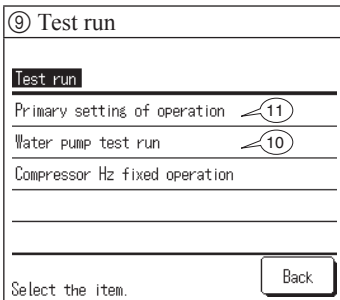 ⑨ Test run
Test run
Primary setting of operation 11
Water pump test run 10
Compressor Hz fixed operation
Back
Select the item.